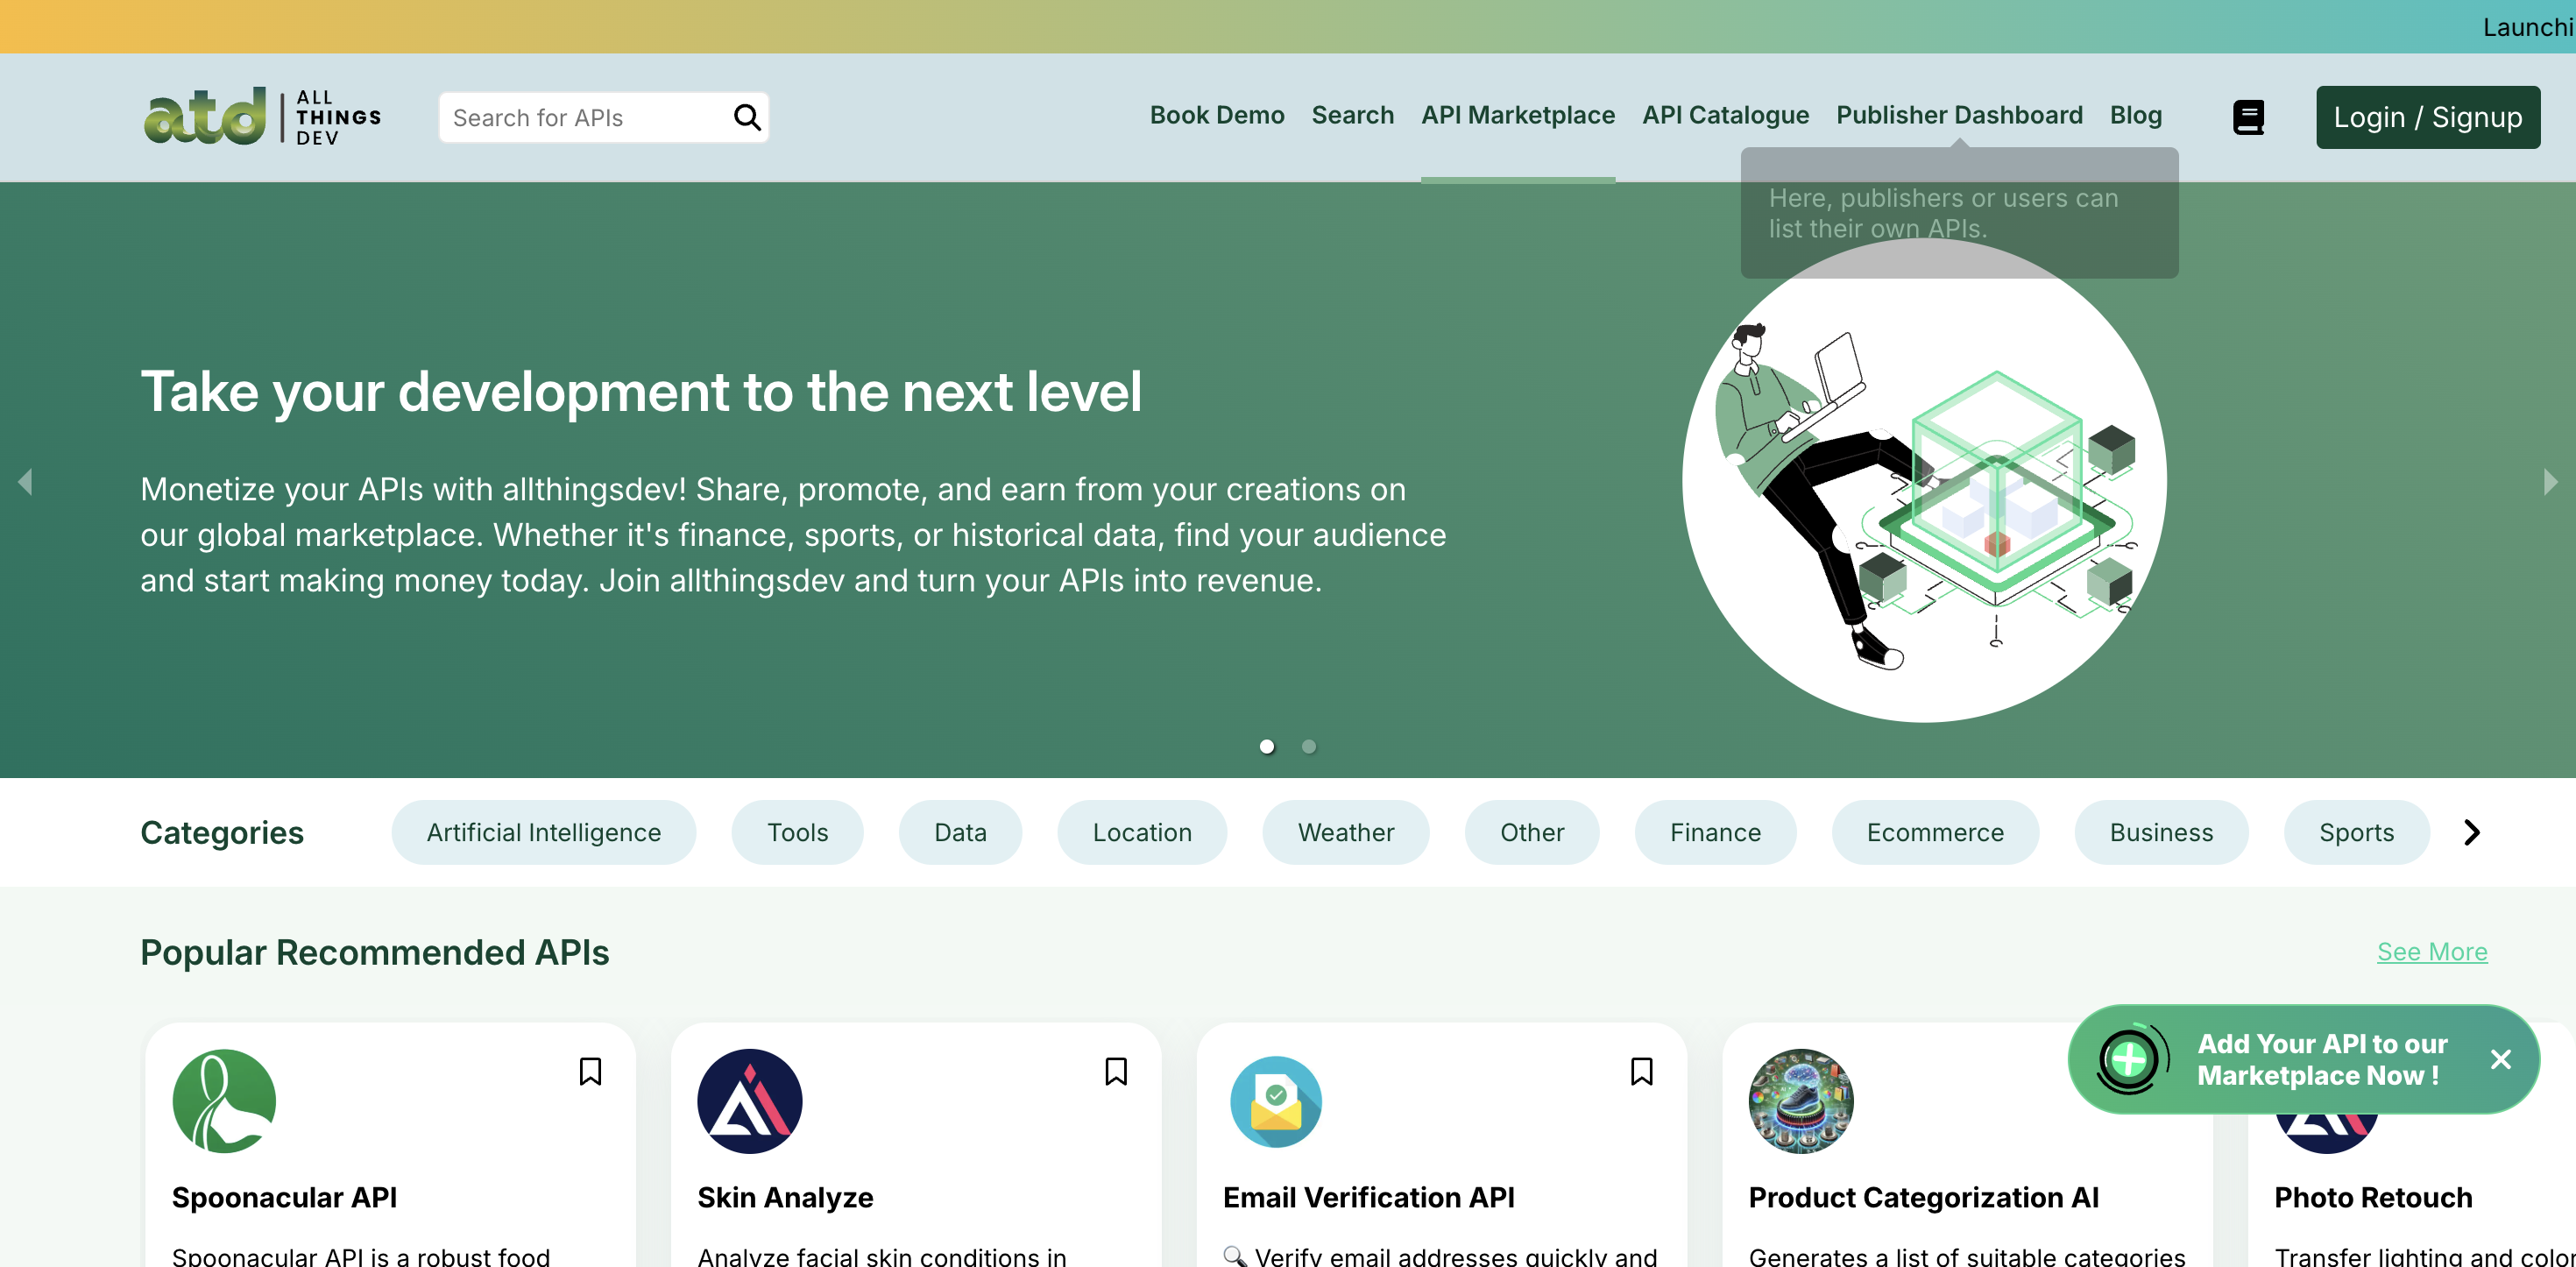 Launchi
atd
ALL
THINGS
DEV
Search for APIs
Book Demo
Search
API Marketplace
API Catalogue
Publisher Dashboard
Blog
Login / Signup
Here, publishers or users can
list their own APIs.
Take your development to the next level
Monetize your APIs with allthingsdev! Share, promote, and earn from your creations on
our global marketplace. Whether it's finance, sports, or historical data, find your audience
and start making money today. Join allthingsdev and turn your APIs into revenue.
Categories
Artificial Intelligence
Tools
Data
Location
Weather
Other
Finance
Ecommerce
Business
Sports
Popular Recommended APIs
See More
Add Your API to our
Marketplace Now !
Spoonacular API
Skin Analyze
Email Verification API
Product Categorization AI
Photo Retouch
Spoonacular API is a robust food
Analyze facial skin conditions in
🔍 Verify email addresses quickly and
Generates a list of suitable categories
Transfer lighting and color